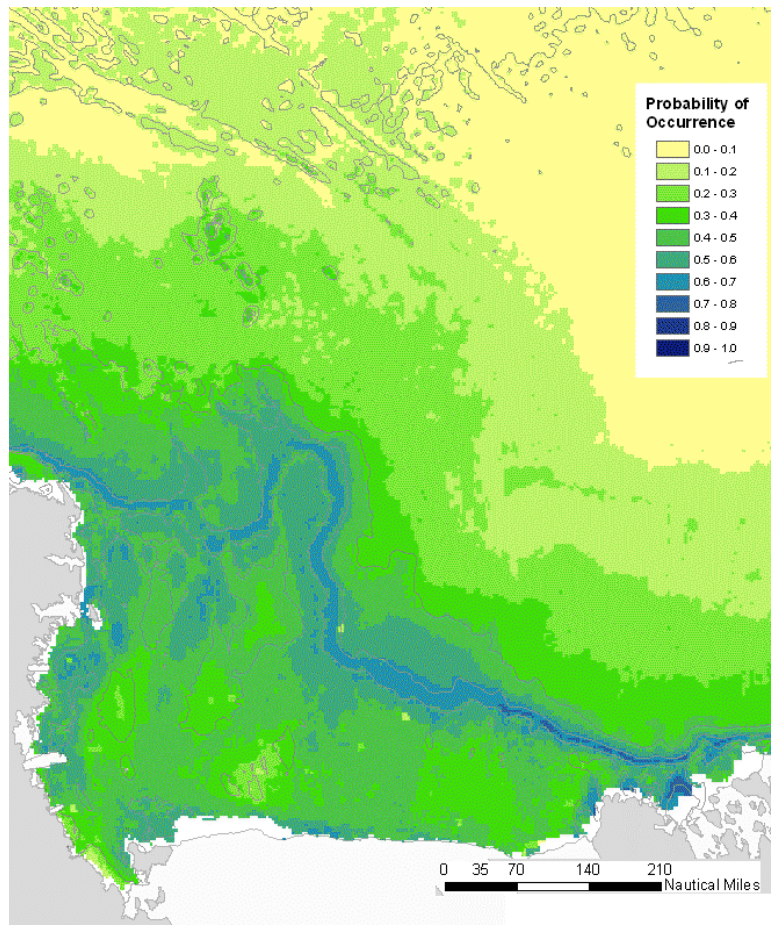 Probability of
Occurrence
0.0 - 0.1
0.1 - 0.2
0.2 - 0.3
0.3 - 0.4
0.4 - 0.5
0.5 - 0.6
0.6 - 0.7
0.7 - 0.8
0.8 - 0.9
0.9 - 1.0
0 35 70 140 210
Nautical Miles